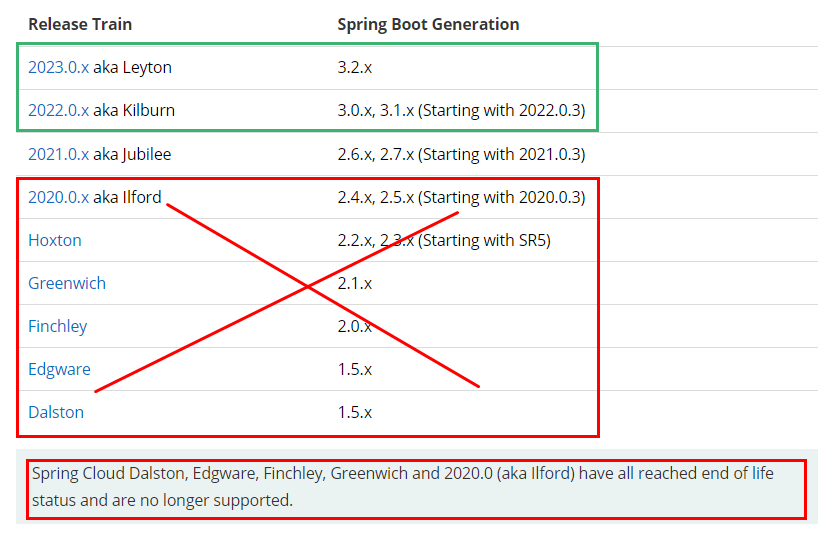 Release Train Spring Boot Generation
2023.0.x aka Leyton 3.2.x
2022.0.x aka Kilburn 3.0.x, 3.1.x (Starting with 2022.0.3)
2021.0.x aka Jubilee 2.6.x, 2.7.x (Starting with 2021.0.3)
2020.0.x aka Ilford 2.4.x, 2.5.x (Starting with 2020.0.3)
Hoxton 2.2.x, 2.3.x (Starting with SR5)
Greenwich 2.1.x
Finchley 2.0.x
Edgware 1.5.x
Dalston 1.5.x
Spring Cloud Dalston, Edgware, Finchley, Greenwich and 2020.0 (aka Ilford) have all reached end of life
status and are no longer supported.